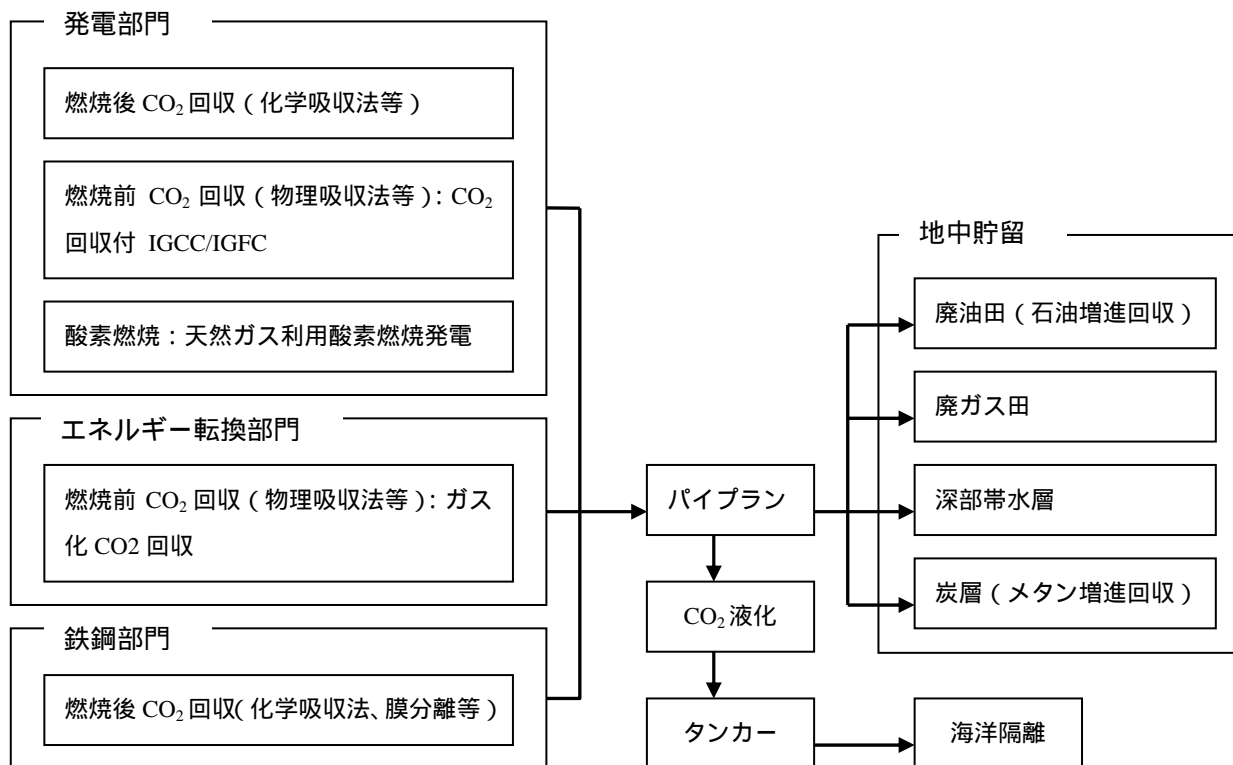 発電部門
燃焼後 CO₂ 回収（化学吸収法等）
燃焼前 CO₂ 回収（物理吸収法等）：CO₂
回収付 IGCC/IGFC
酸素燃焼：天然ガス利用酸素燃焼発電
エネルギー転換部門
燃焼前 CO₂ 回収（物理吸収法等）：ガス
化 CO2 回収
鉄鋼部門
燃焼後 CO₂ 回収（化学吸収法、膜分離等）
パイプラン
CO₂ 液化
タンカー
地中貯留
廃油田（石油増進回収）
廃ガス田
深部帯水層
炭層（メタン増進回収）
海洋隔離